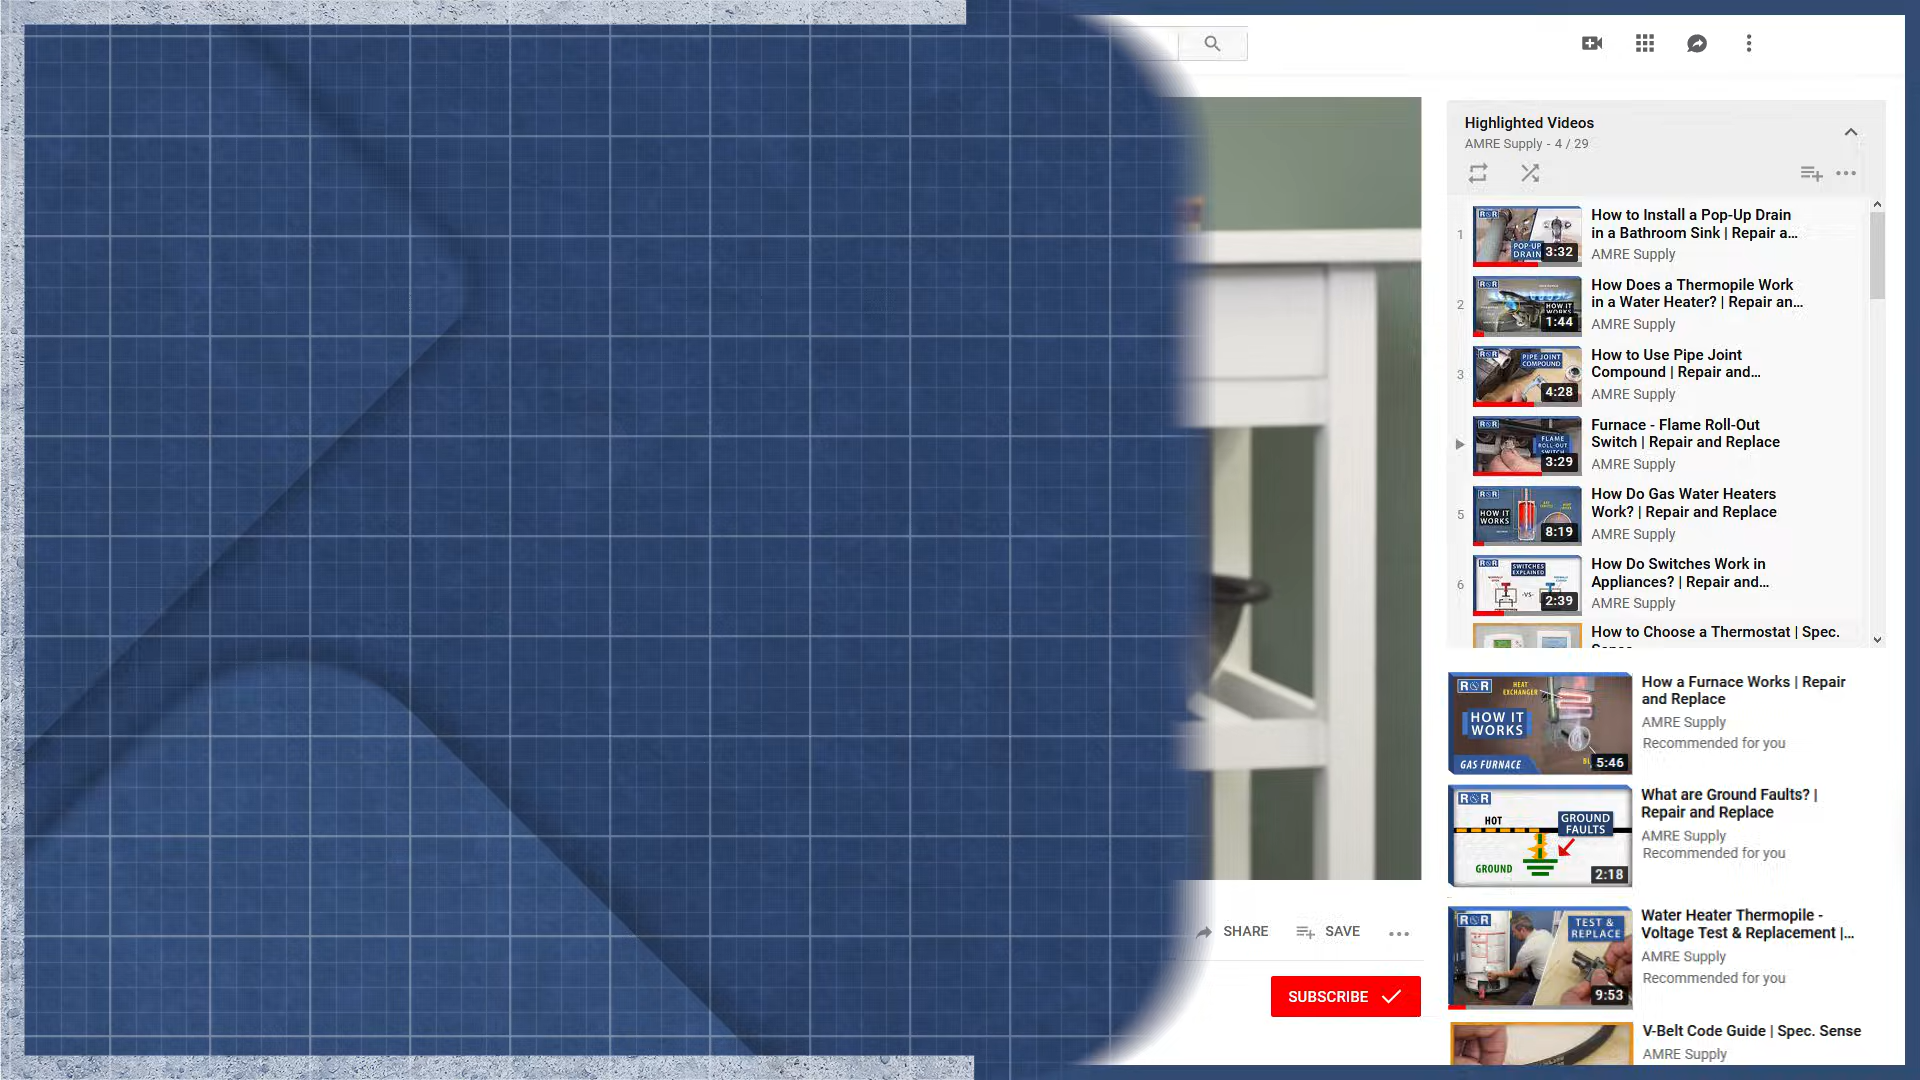 Highlighted Videos
AMRE Supply - 4 / 29
1
R&R
POP-UP
DRAIN
3:32
How to Install a Pop-Up Drain
in a Bathroom Sink | Repair a...
AMRE Supply
2
R&R
HOW IT
WORKS
1:44
How Does a Thermopile Work
in a Water Heater? | Repair an...
AMRE Supply
3
R&R
PIPE JOINT
COMPOUND
4:28
How to Use Pipe Joint
Compound | Repair and...
AMRE Supply
R&R
FLAME
ROLL-OUT
SWITCH
3:29
Furnace - Flame Roll-Out
Switch | Repair and Replace
AMRE Supply
5
R&R
HOW IT
WORKS
8:19
How Do Gas Water Heaters
Work? | Repair and Replace
AMRE Supply
6
R&R
SWITCHES
EXPLAINED
-VS-
2:39
How Do Switches Work in
Appliances? | Repair and...
AMRE Supply
How to Choose a Thermostat | Spec.
Sense
R&R
HEAT
EXCHANGER
HOW IT
WORKS
GAS FURNACE
5:46
How a Furnace Works | Repair
and Replace
AMRE Supply
Recommended for you
R&R
HOT
GROUND
FAULTS
GROUND
2:18
What are Ground Faults? |
Repair and Replace
AMRE Supply
Recommended for you
R&R
TEST &
REPLACE
9:53
Water Heater Thermopile -
Voltage Test & Replacement |...
AMRE Supply
Recommended for you
V-Belt Code Guide | Spec. Sense
AMRE Supply
SHARE
SAVE
SUBSCRIBE